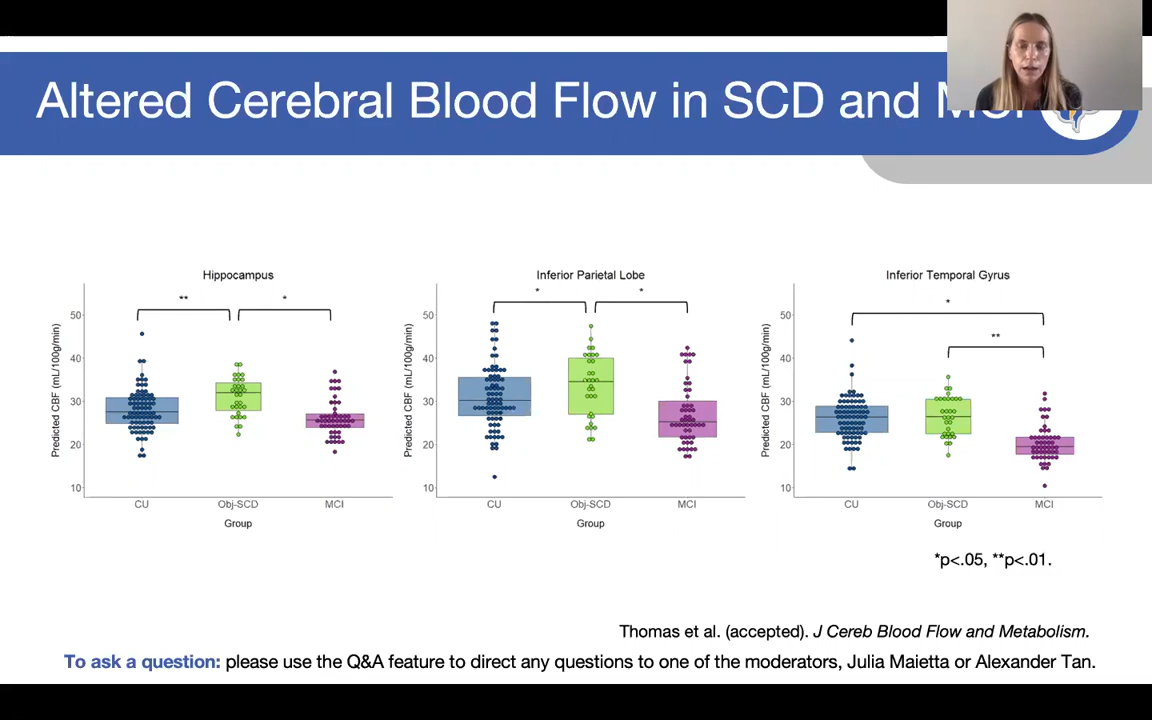 Altered Cerebral Blood Flow in SCD and
Hippocampus
Predicted CBF (mL/100g/min)
50
40
30
20
10
**
*
CU
Obj-SCD
MCI
Group
Inferior Parietal Lobe
Predicted CBF (mL/100g/min)
50
40
30
20
10
*
*
CU
Obj-SCD
MCI
Group
Inferior Temporal Gyrus
Predicted CBF (mL/100g/min)
50
40
30
20
10
*
**
CU
Obj-SCD
MCI
Group
*p<.05, **p<.01.
Thomas et al. (accepted). J Cereb Blood Flow and Metabolism.
To ask a question: please use the Q&A feature to direct any questions to one of the moderators, Julia Maietta or Alexander Tan.